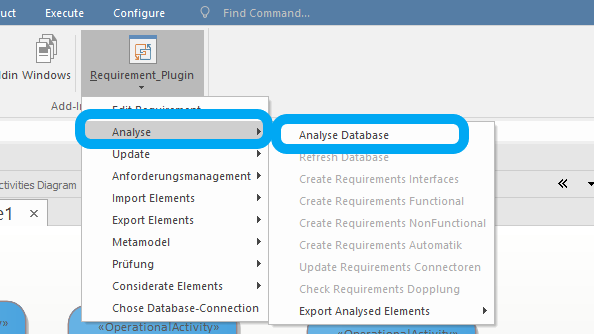 uct Execute Configure Find Command...
din Windows
Requirement_Plugin
Add-In
Edit Requirement
Analyse
Update
Anforderungsmanagement
Import Elements
Export Elements
Metamodel
Prüfung
Considerate Elements
Chose Database-Connection
Analyse Database
Refresh Database
Create Requirements Interfaces
Create Requirements Functional
Create Requirements NonFunctional
Create Requirements Automatik
Update Requirements Connectoren
Check Requirements Dopplung
Export Analysed Elements
ctivities Diagram
e1 ×
«OperationalActivity»
«OperationalActivity»